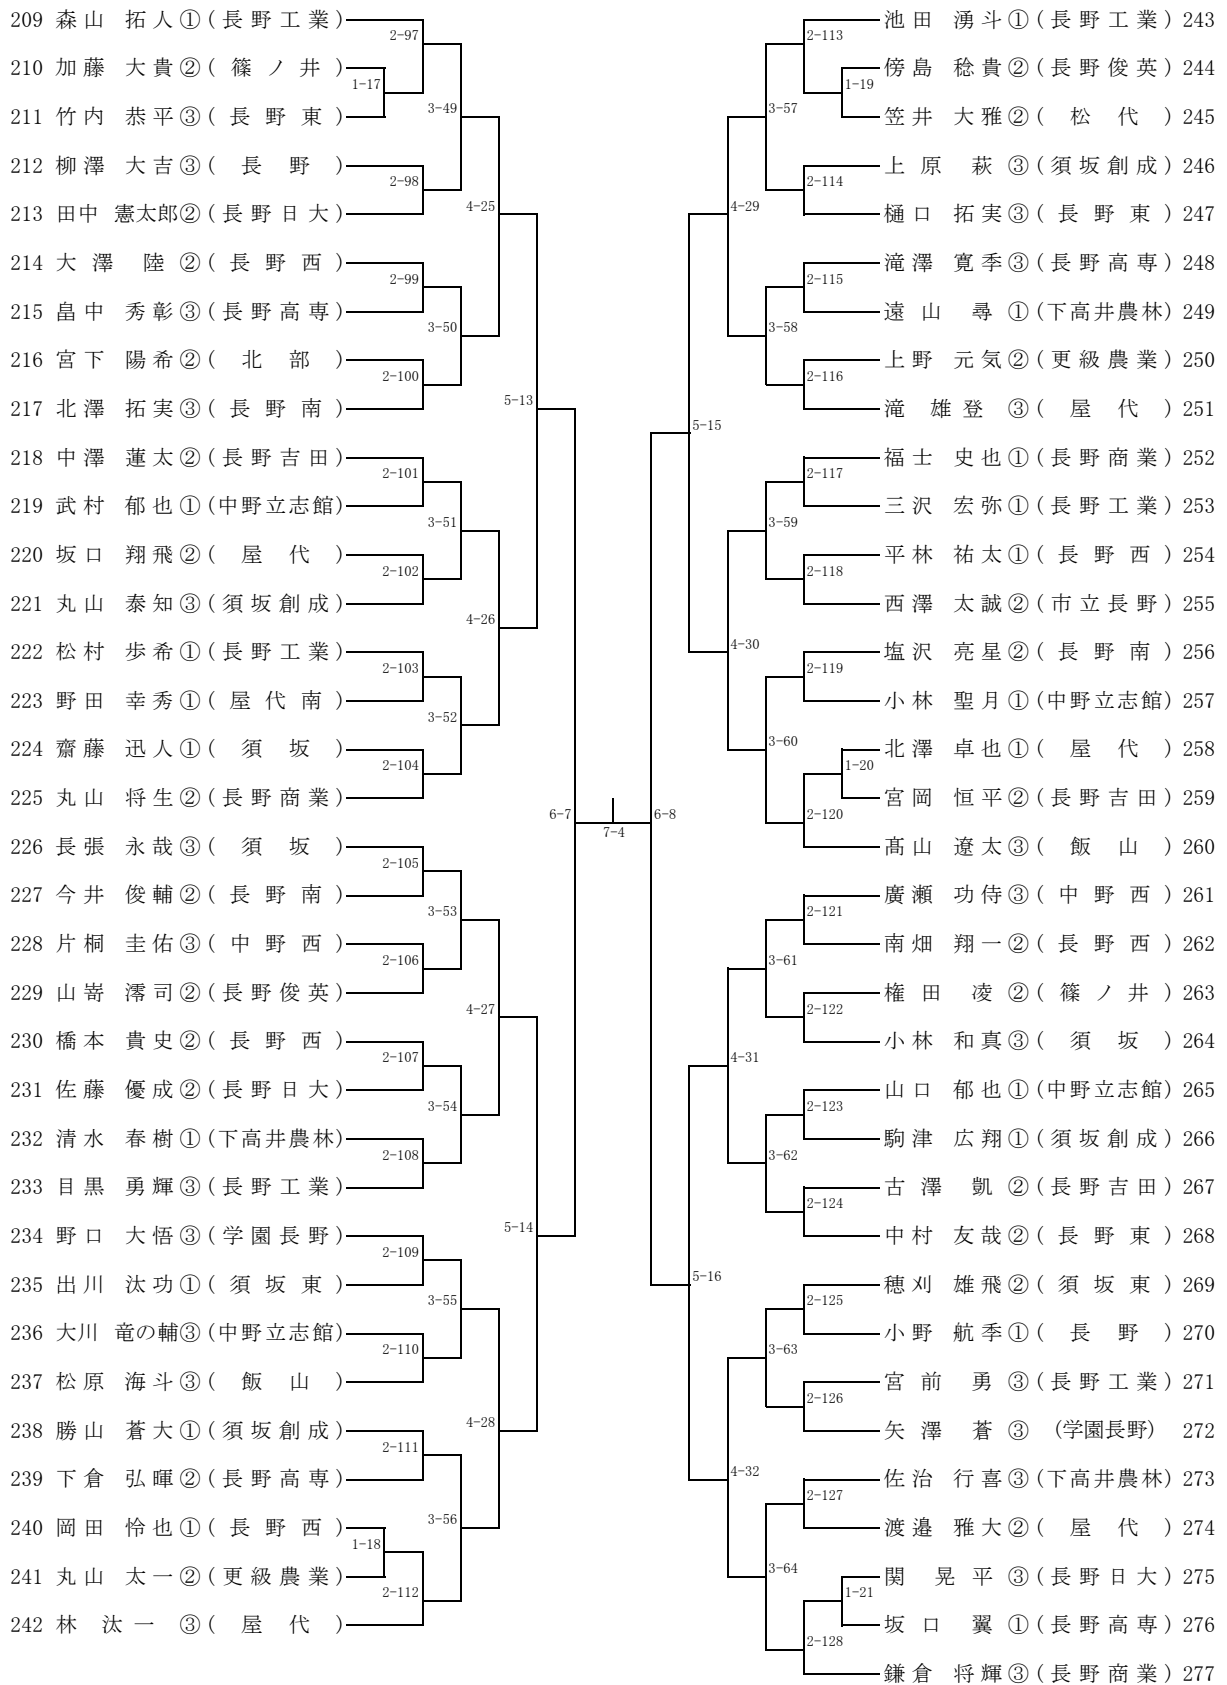 209 森山 拓人①(長野工業)
210 加藤 大貴②(篠ノ井)
211 竹内 恭平③(長野東)
212 柳澤 大吉③(長野)
213 田中 憲太郎②(長野日大)
214 大澤 陸②(長野西)
215 畠中 秀彰③(長野高専)
216 宮下 陽希②(北部)
217 北澤 拓実③(長野南)
218 中澤 蓮太②(長野吉田)
219 武村 郁也①(中野立志館)
220 坂口 翔飛②(屋代)
221 丸山 泰知③(須坂創成)
222 松村 歩希①(長野工業)
223 野田 幸秀①(屋代南)
224 齋藤 迅人①(須坂)
225 丸山 将生②(長野商業)
226 長張 永哉③(須坂)
227 今井 俊輔②(長野南)
228 片桐 圭佑③(中野西)
229 山嵜 澪司②(長野俊英)
230 橋本 貴史②(長野西)
231 佐藤 優成②(長野日大)
232 清水 春樹①(下高井農林)
233 目黒 勇輝③(長野工業)
234 野口 大悟③(学園長野)
235 出川 汰功①(須坂東)
236 大川 竜の輔③(中野立志館)
237 松原 海斗③(飯山)
238 勝山 蒼大①(須坂創成)
239 下倉 弘暉②(長野高専)
240 岡田 怜也①(長野西)
241 丸山 太一②(更級農業)
242 林 汰一③(屋代)
1-17
1-18
2-97
2-98
2-99
2-100
2-101
2-102
2-103
2-104
2-105
2-106
2-107
2-108
2-109
2-110
2-111
2-112
3-49
3-50
3-51
3-52
3-53
3-54
3-55
3-56
4-25
4-26
4-27
4-28
5-13
5-14
6-7
7-4
6-8
5-15
5-16
4-29
4-30
4-31
4-32
3-57
3-58
3-59
3-60
3-61
3-62
3-63
3-64
2-113
2-114
2-115
2-116
2-117
2-118
2-119
2-120
2-121
2-122
2-123
2-124
2-125
2-126
2-127
2-128
1-19
1-20
1-21
池田 湧斗①(長野工業) 243
傍島 稔貴②(長野俊英) 244
笠井 大雅②(松代) 245
上原 萩③(須坂創成) 246
樋口 拓実③(長野東) 247
滝澤 寛季③(長野高専) 248
遠山 尋①(下高井農林) 249
上野 元気②(更級農業) 250
滝 雄登③(屋代) 251
福士 史也①(長野商業) 252
三沢 宏弥①(長野工業) 253
平林 祐太①(長野西) 254
西澤 太誠②(市立長野) 255
塩沢 亮星②(長野南) 256
小林 聖月①(中野立志館) 257
北澤 卓也①(屋代) 258
宮岡 恒平②(長野吉田) 259
髙山 遼太③(飯山) 260
廣瀬 功侍③(中野西) 261
南畑 翔一②(長野西) 262
権田 凌②(篠ノ井) 263
小林 和真③(須坂) 264
山口 郁也①(中野立志館) 265
駒津 広翔①(須坂創成) 266
古澤 凱②(長野吉田) 267
中村 友哉②(長野東) 268
穂刈 雄飛②(須坂東) 269
小野 航季①(長野) 270
宮前 勇③(長野工業) 271
矢澤 蒼③(学園長野) 272
佐治 行喜③(下高井農林) 273
渡邉 雅大②(屋代) 274
関 晃平③(長野日大) 275
坂口 翼①(長野高専) 276
鎌倉 将輝③(長野商業) 277